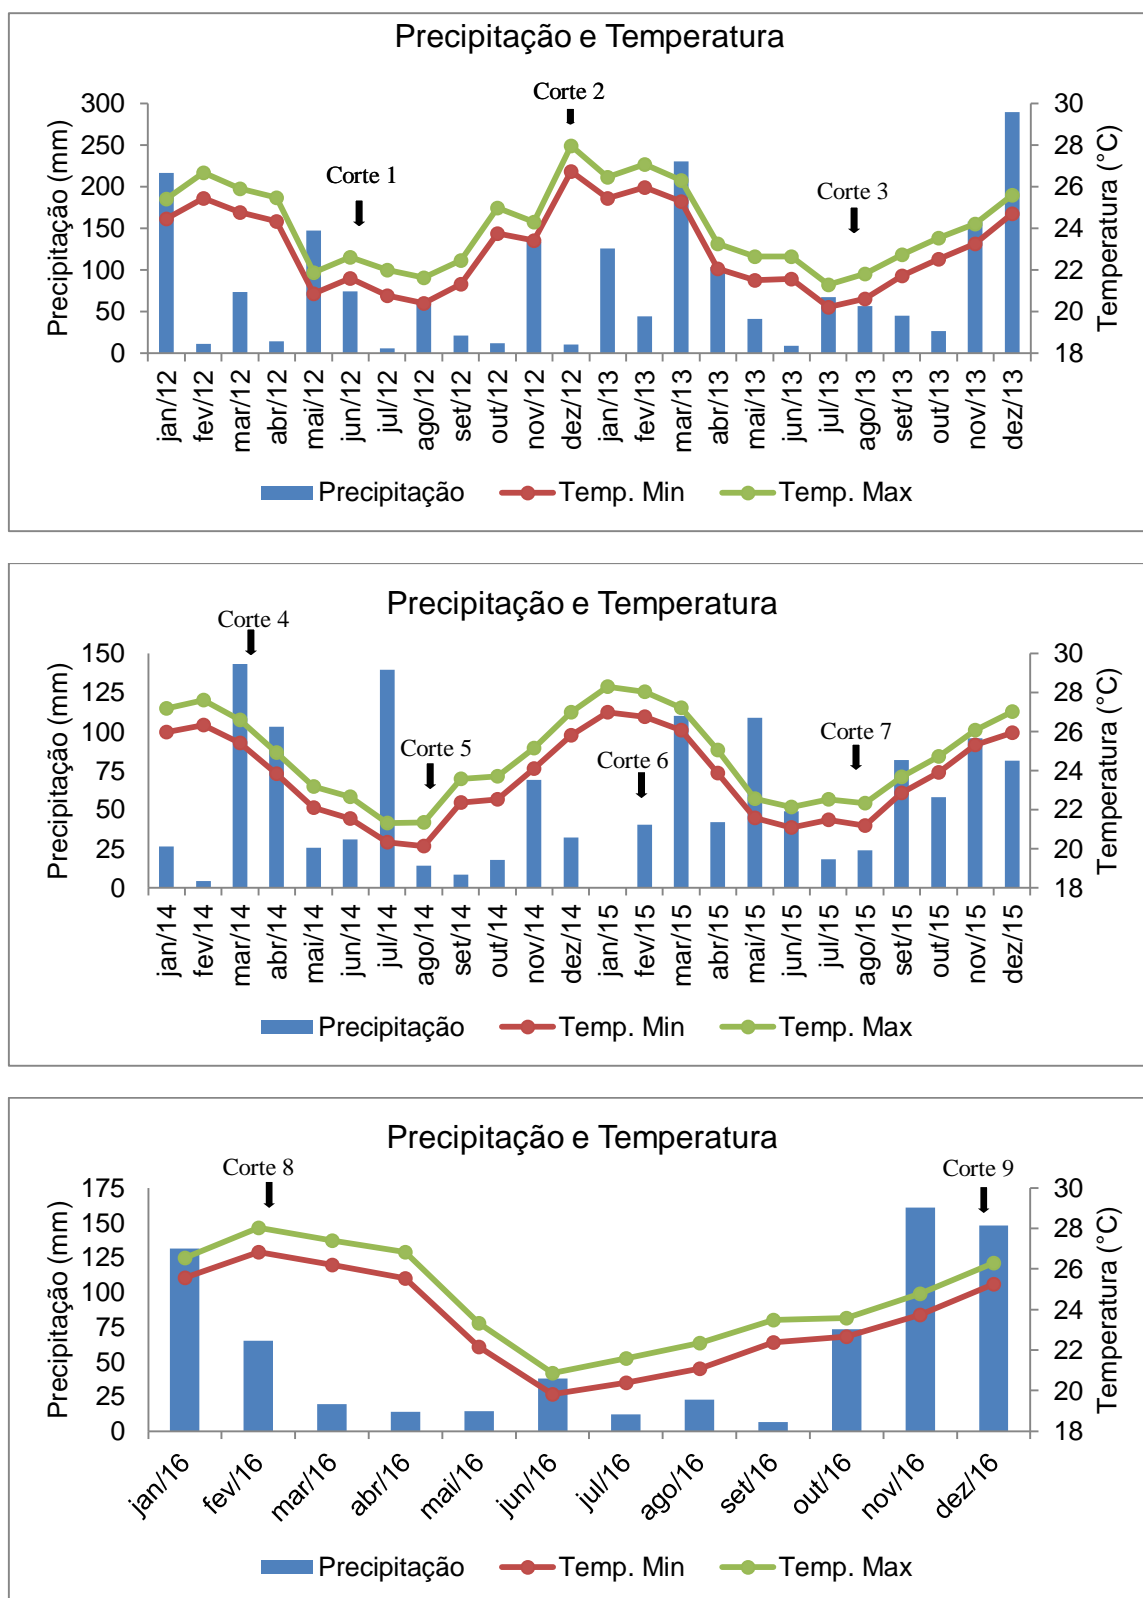 Precipitação e Temperatura
Corte 2
Corte 1
Corte 3
Precipitação (mm)
300
250
200
150
100
50
0
30
28
26
24
22
20
18
Temperatura (°C)
jan/12
fev/12
mar/12
abr/12
mai/12
jun/12
jul/12
ago/12
set/12
out/12
nov/12
dez/12
jan/13
fev/13
mar/13
abr/13
mai/13
jun/13
jul/13
ago/13
set/13
out/13
nov/13
dez/13
Precipitação Temp. Min Temp. Max
Precipitação e Temperatura
Corte 4
Corte 5
Corte 6
Corte 7
Precipitação (mm)
150
125
100
75
50
25
0
30
28
26
24
22
20
18
Temperatura (°C)
jan/14
fev/14
mar/14
abr/14
mai/14
jun/14
jul/14
ago/14
set/14
out/14
nov/14
dez/14
jan/15
fev/15
mar/15
abr/15
mai/15
jun/15
jul/15
ago/15
set/15
out/15
nov/15
dez/15
Precipitação Temp. Min Temp. Max
Precipitação e Temperatura
Corte 8
Corte 9
Precipitação (mm)
175
150
125
100
75
50
25
0
30
28
26
24
22
20
18
Temperatura (°C)
jan/16
fev/16
mar/16
abr/16
mai/16
jun/16
jul/16
ago/16
set/16
out/16
nov/16
dez/16
Precipitação Temp. Min Temp. Max